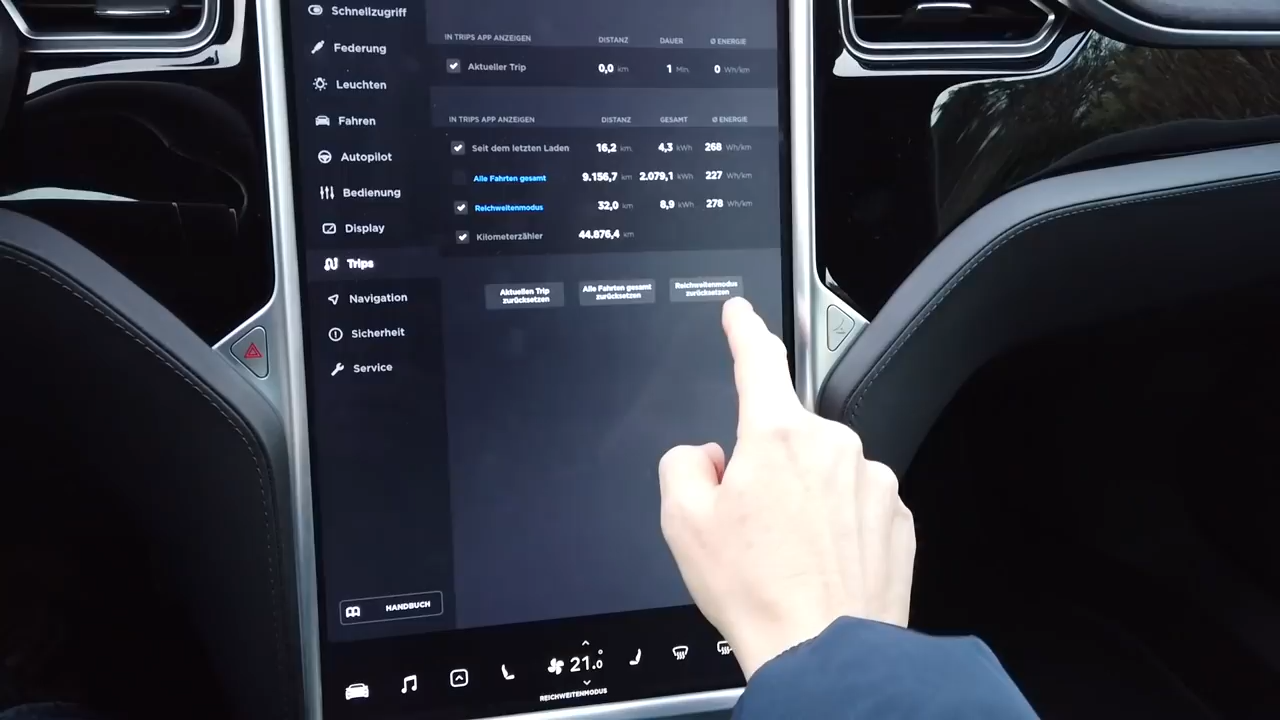 Schnellzugriff
Federung
Leuchten
Fahren
Autopilot
Bedienung
Display
Trips
Navigation
Sicherheit
Service
HANDBUCH
IN TRIPS APP ANZEIGEN DISTANZ DAUER Ø ENERGIE
Aktueller Trip 0,0 km 1 Min. 0 Wh/km
IN TRIPS APP ANZEIGEN DISTANZ GESAMT Ø ENERGIE
Seit dem letzten Laden 16,2 km 4,3 kWh 268 Wh/km
Alle Fahrten gesamt 9.156,7 km 2.079,1 kWh 227 Wh/km
Reichweitenmodus 32,0 km 8,9 kWh 278 Wh/km
Kilometerzähler 44.876,4 km
Aktuellen Trip
zurücksetzen
Alle Fahrten gesamt
zurücksetzen
Reichweitenmodus
zurücksetzen
21.0°
REICHWEITENMODUS